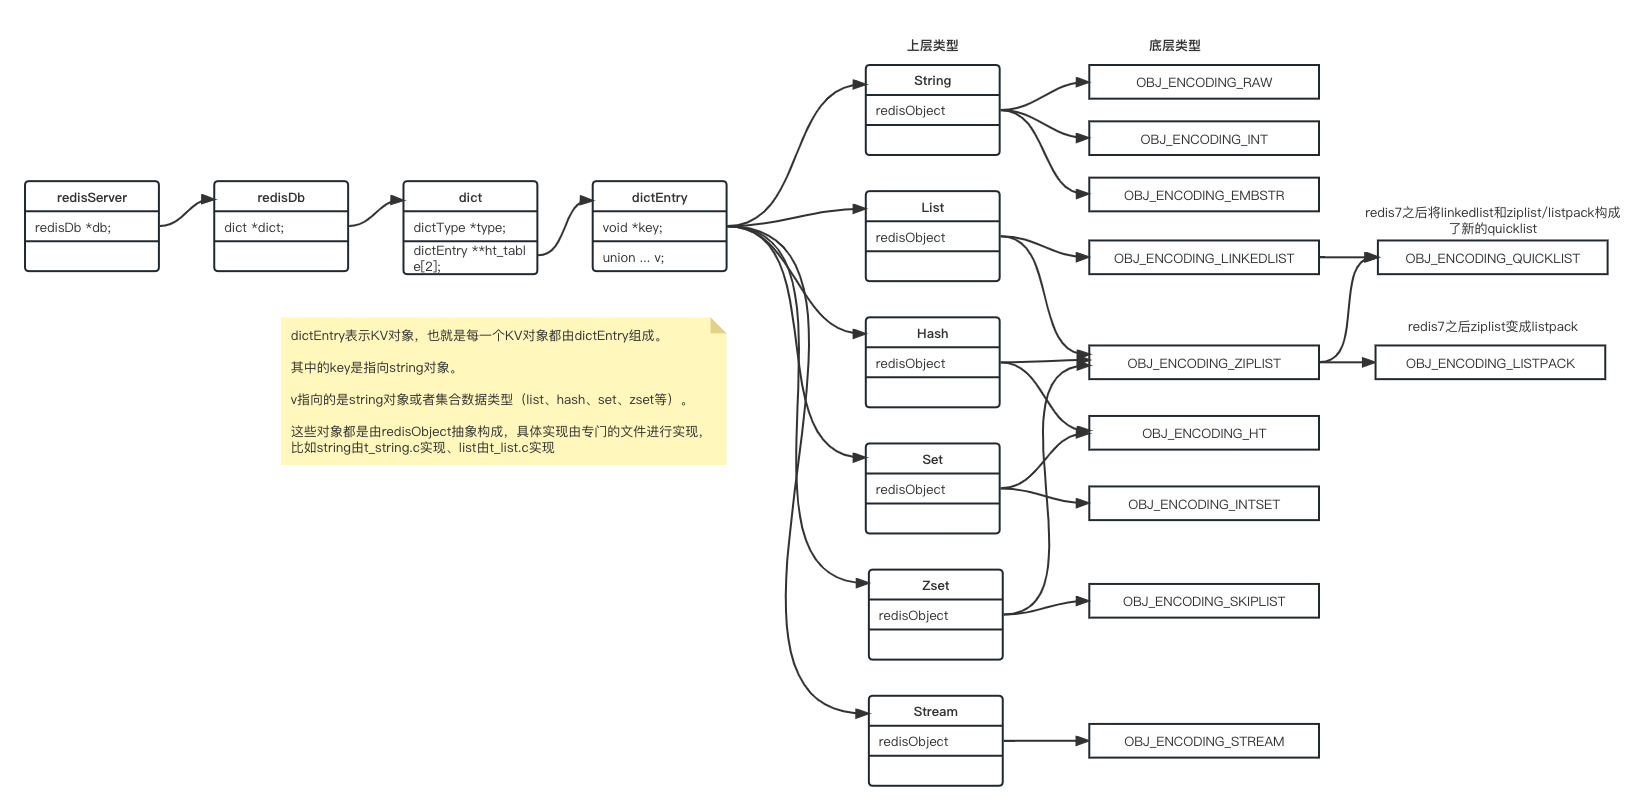 上层类型
底层类型
redisServer
redisDb *db;
redisDb
dict *dict;
dict
dictType *type;
dictEntry **ht_tabl
e[2];
dictEntry
void *key;
union ... v;
dictEntry表示KV对象，也就是每一个KV对象都由dictEntry组成。
其中的key是指向string对象。
v指向的是string对象或者集合数据类型（list、hash、set、zset等）。
这些对象都是由redisObject抽象构成，具体实现由专门的文件进行实现，
比如string由t_string.c实现、list由t_list.c实现
String
redisObject
List
redisObject
Hash
redisObject
Set
redisObject
Zset
redisObject
Stream
redisObject
OBJ_ENCODING_RAW
OBJ_ENCODING_INT
OBJ_ENCODING_EMBSTR
OBJ_ENCODING_LINKEDLIST
OBJ_ENCODING_ZIPLIST
OBJ_ENCODING_HT
OBJ_ENCODING_INTSET
OBJ_ENCODING_SKIPLIST
OBJ_ENCODING_STREAM
redis7之后将linkedlist和ziplist/listpack构成
了新的quicklist
OBJ_ENCODING_QUICKLIST
redis7之后ziplist变成listpack
OBJ_ENCODING_LISTPACK